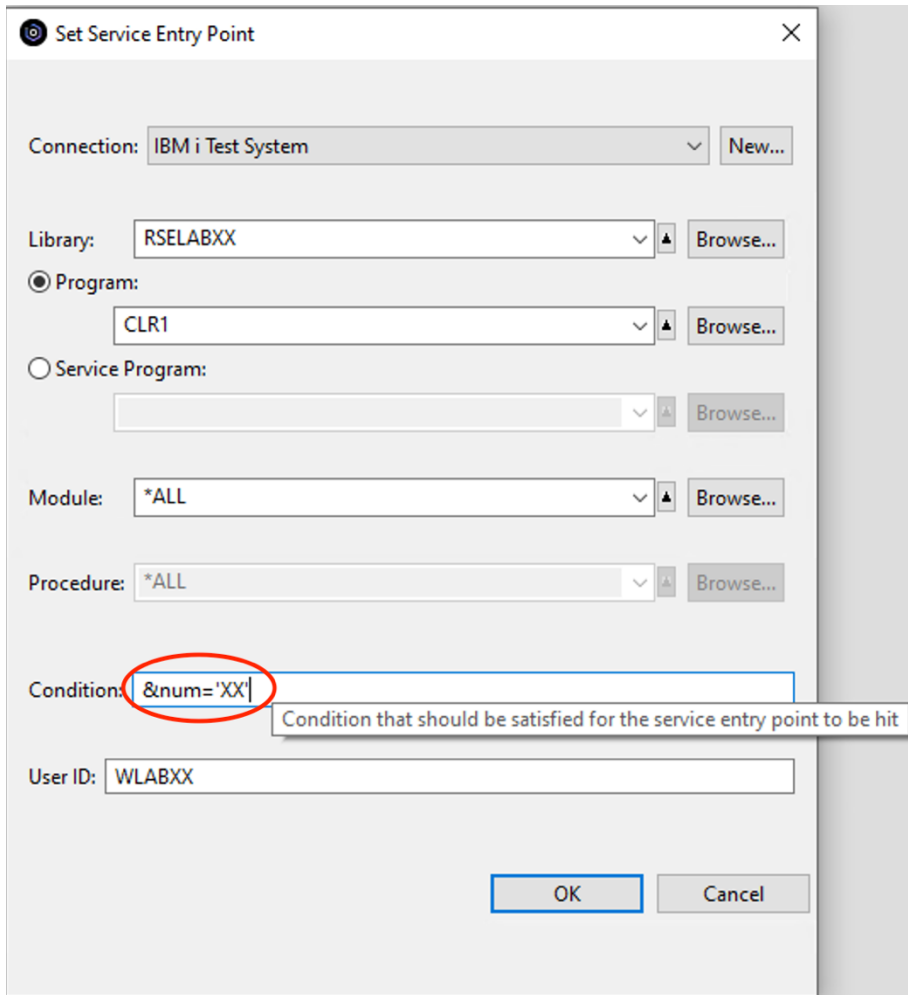 Set Service Entry Point
Connection: IBM i Test System New...
Library: RSELABXX Browse...
Program:
CLR1 Browse...
Service Program:
Browse...
Module: *ALL Browse...
Procedure: *ALL Browse...
Condition: &num='XX'
Condition that should be satisfied for the service entry point to be hit
User ID: WLABXX
OK Cancel